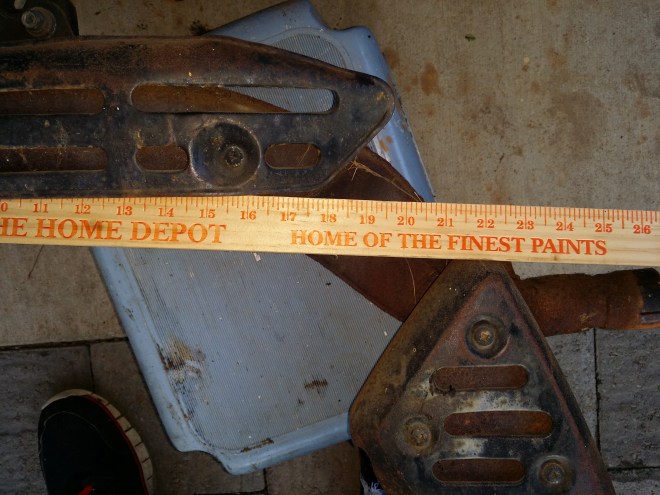 0 11 12 13 14 15 16 17 18 19 20 21 22 23 24 25 26
HE HOME DEPOT HOME OF THE FINEST PAINTS